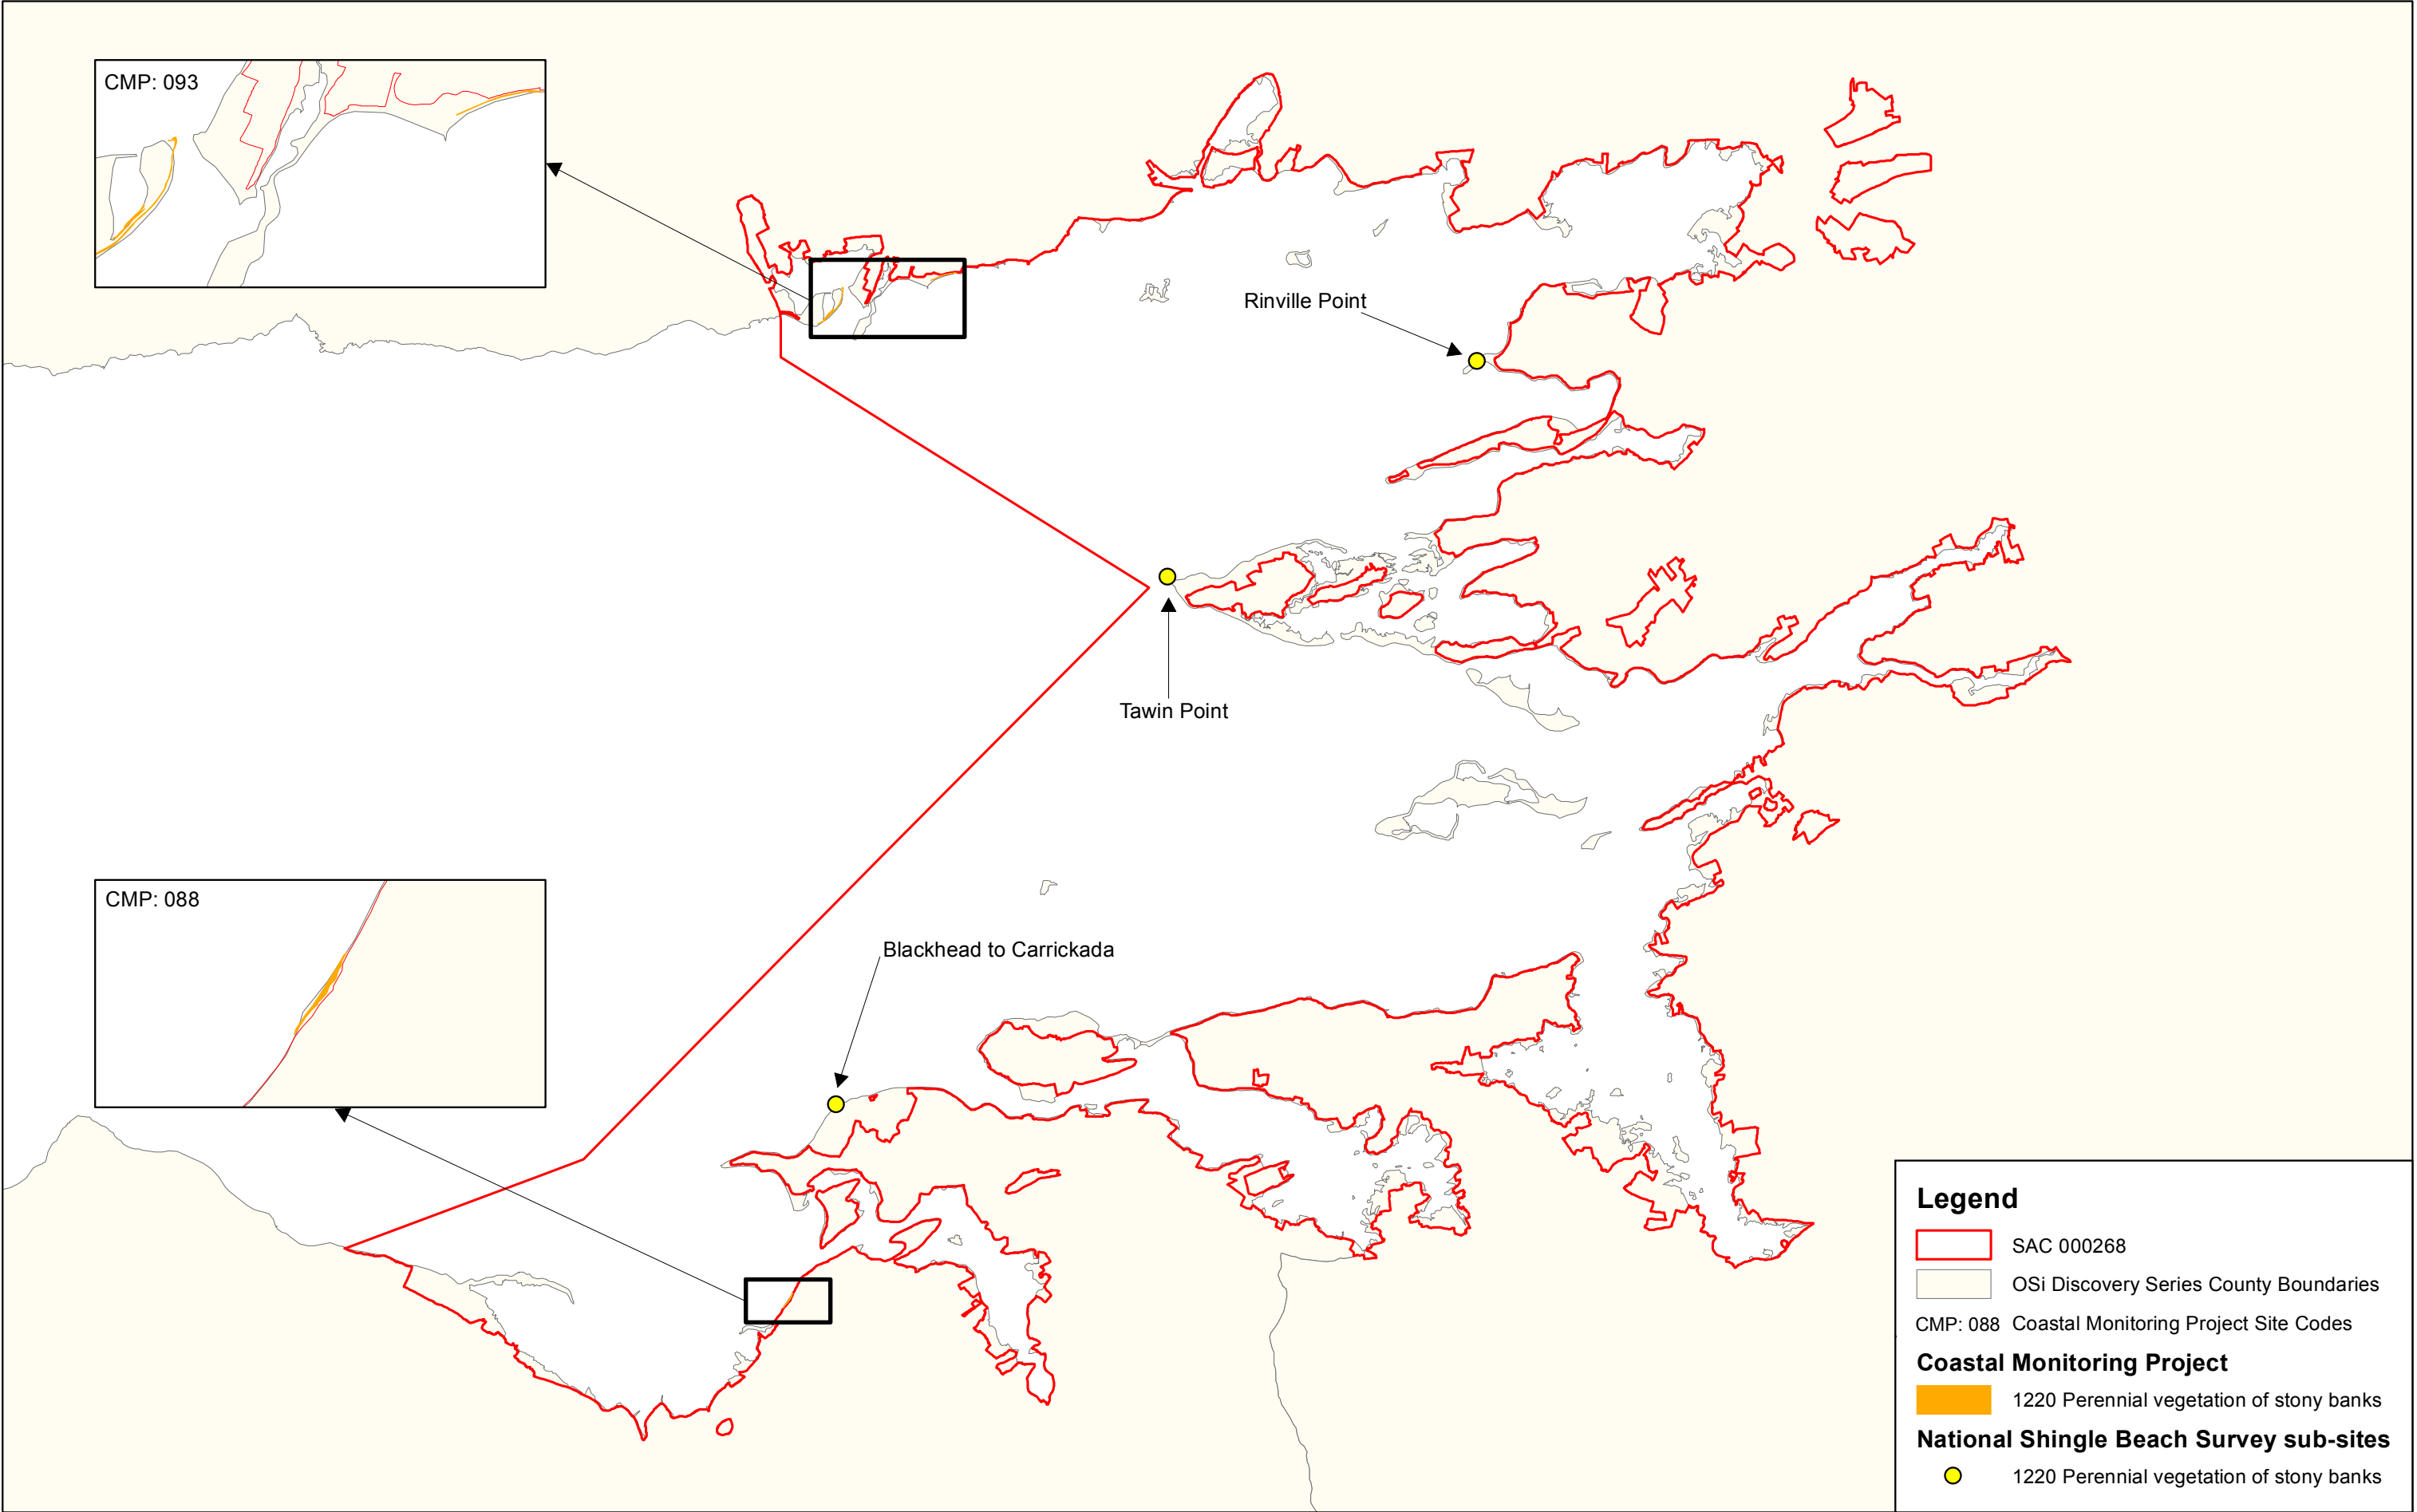 CMP: 093
Rinville Point
Tawin Point
CMP: 088
Blackhead to Carrickada
Legend
SAC 000268
OSi Discovery Series County Boundaries
CMP: 088 Coastal Monitoring Project Site Codes
Coastal Monitoring Project
1220 Perennial vegetation of stony banks
National Shingle Beach Survey sub-sites
1220 Perennial vegetation of stony banks